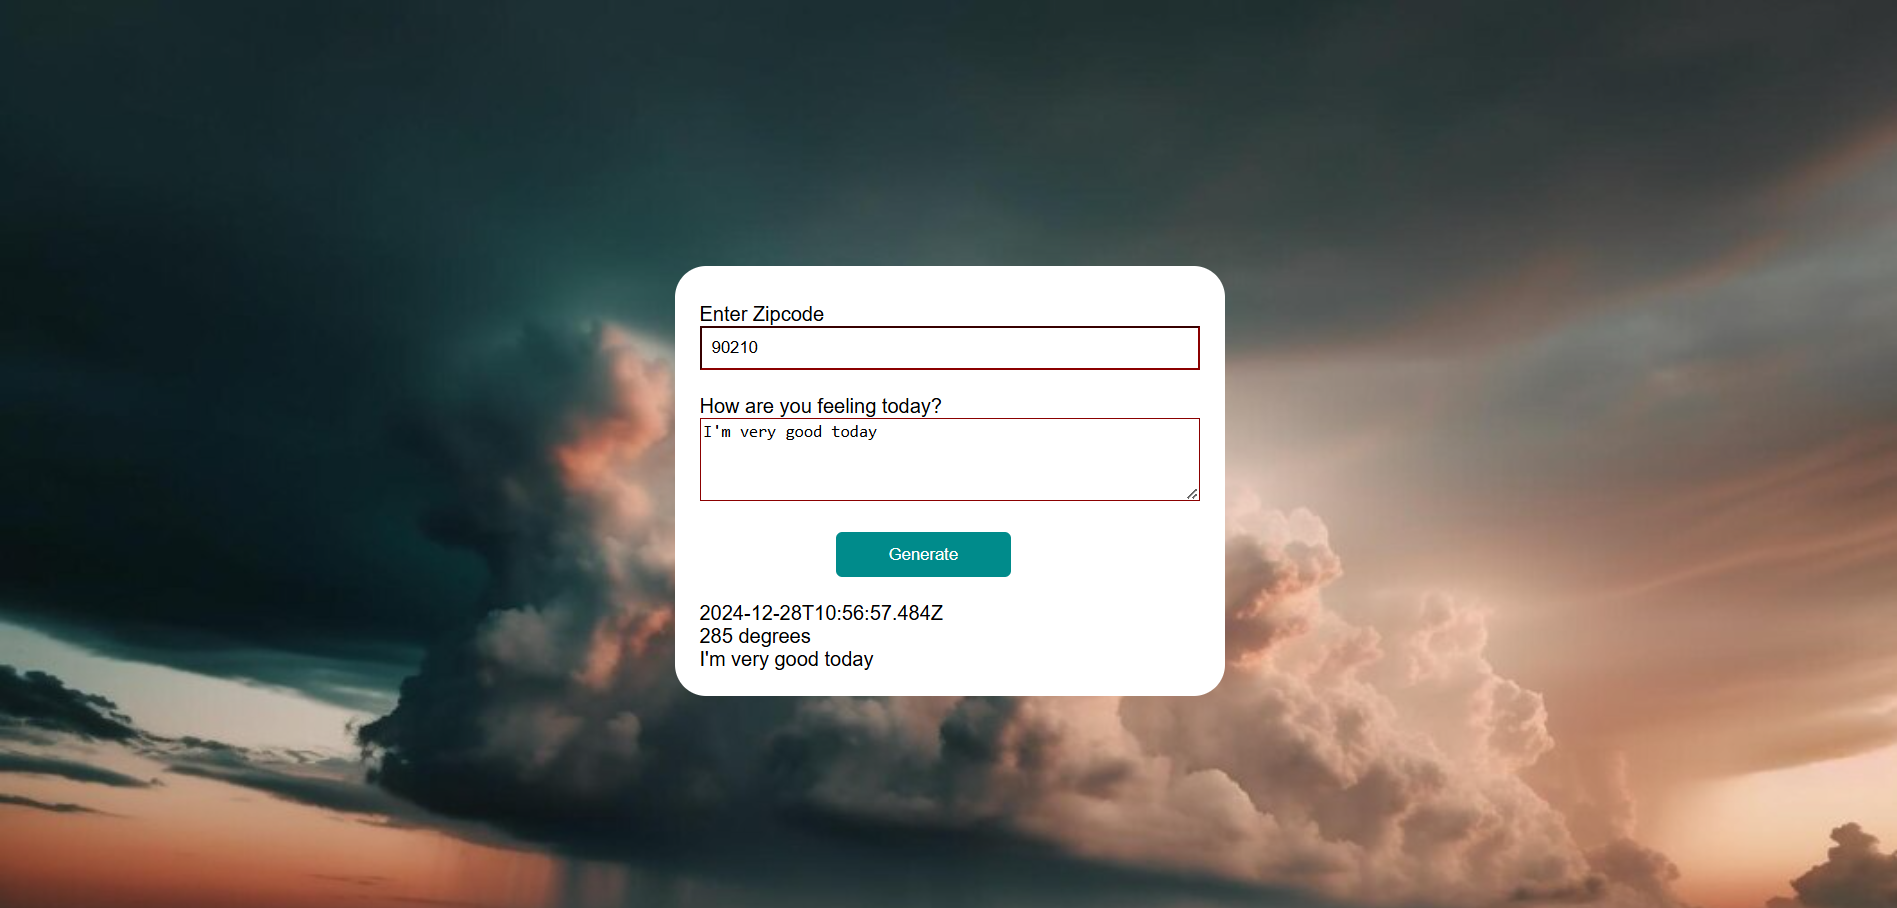 Enter Zipcode
90210
How are you feeling today?
I'm very good today
Generate
2024-12-28T10:56:57.484Z
285 degrees
I'm very good today